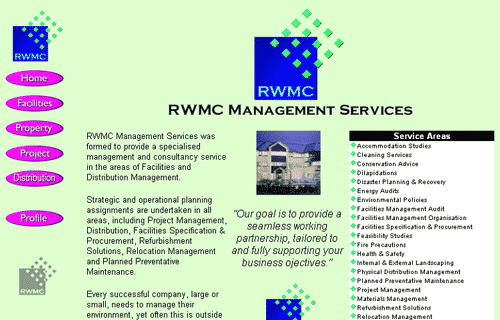 RWMC
Home
Facilities
Property
Project
Distribution
Profile
RWMC
RWMC
RWMC MANAGEMENT SERVICES
RWMC Management Services was
formed to provide a specialised
management and consultancy service
in the areas of Facilities and
Distribution Management.
Strategic and operational planning
assignments are undertaken in all
areas, including Project Management,
Distribution, Facilities Specification &
Procurement, Refurbishment
Solutions, Relocation Management
and Planned Preventative
Maintenance.
Every successful company, large or
small, needs to manage their
environment, yet often this is outside
"Our goal is to provide a
seamless working
partnership, tailored to
and fully supporting your
business ojectives."
RWMC
Service Areas
Accommodation Studies
Cleaning Services
Conservation Advice
Dilapidations
Disaster Planning & Recovery
Energy Audits
Environmental Policies
Facilities Management Audit
Facilities Management Organisation
Facilities Specification & Procurement
Feasibility Studies
Fire Precautions
Health & Safety
Internal & External Landscaping
Physical Distribution Management
Planned Preventative Maintenance
Project Management
Materials Management
Refurbishment Solutions
Relocation Management